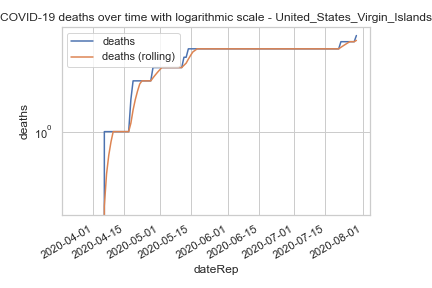 COVID-19 deaths over time with logarithmic scale - United_States_Virgin_Islands
deaths
deaths (rolling)
deaths
10^0
2020-04-01
2020-04-15
2020-05-01
2020-05-15
2020-06-01
2020-06-15
2020-07-01
2020-07-15
2020-08-01
dateRep